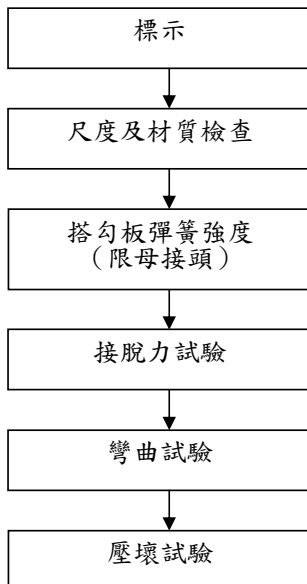 標示
尺度及材質檢查
搭勾板彈簧強度
（限母接頭）
接脫力試驗
彎曲試驗
壓壞試驗